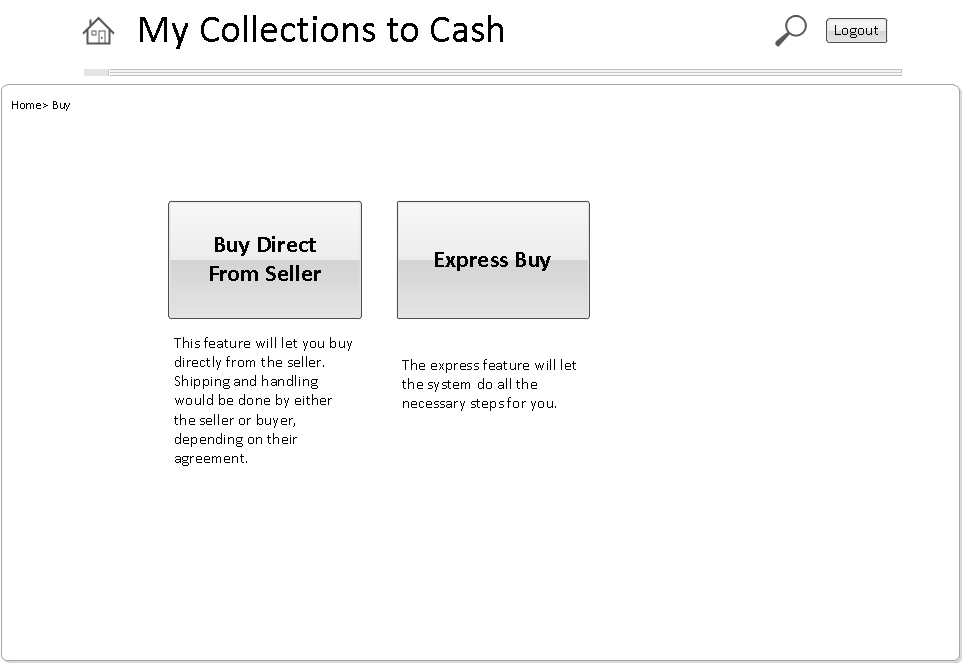 My Collections to Cash
Logout
Home> Buy
Buy Direct
From Seller
Express Buy
This feature will let you buy
directly from the seller.
Shipping and handling
would be done by either
the seller or buyer,
depending on their
agreement.
The express feature will let
the system do all the
necessary steps for you.